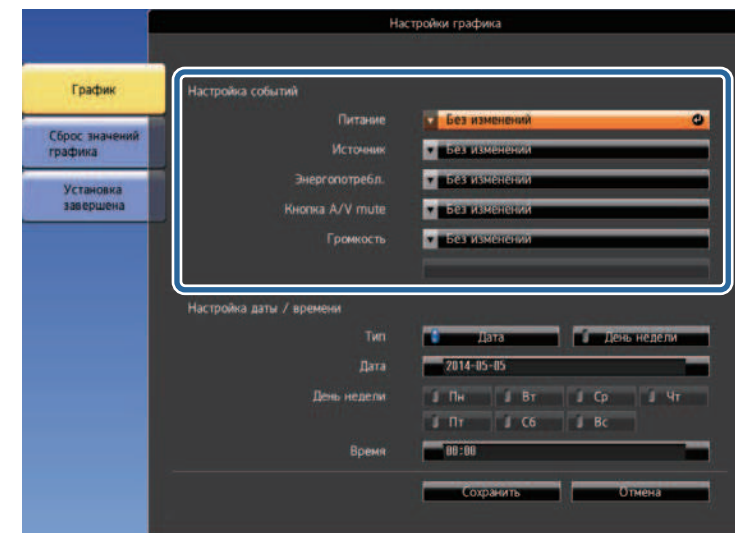 Настройки графика
График
Сброс значений
графика
Установка
завершена
Настройка событий
Питание Без изменений
Источник Без изменений
Энергопотребл. Без изменений
Кнопка A/V mute Без изменений
Громкость Без изменений
Настройка даты / времени
Тип Дата День недели
Дата 2014-05-05
День недели Пн Вт Ср Чт
Пт Сб Вс
Время 00:00
Сохранить Отмена